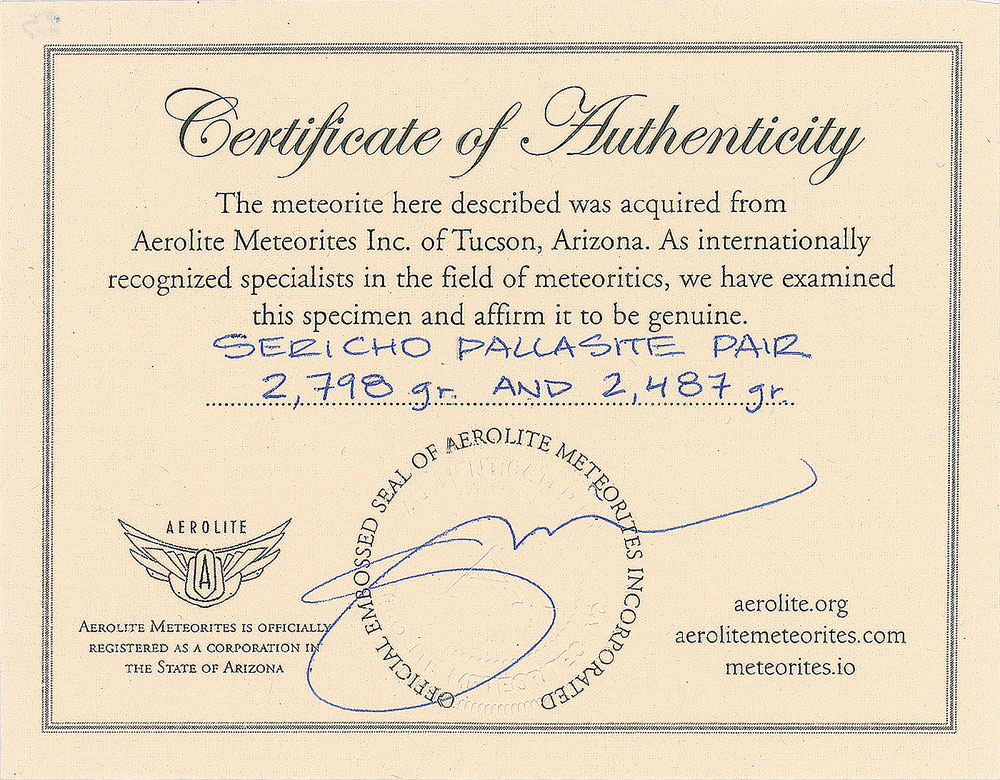 Certificate of Authenticity
The meteorite here described was acquired from
Aerolite Meteorites Inc. of Tucson, Arizona. As internationally
recognized specialists in the field of meteoritics, we have examined
this specimen and affirm it to be genuine.
SERICHO PALLASITE PAIR
2,798 gr. AND 2,487 gr.
OFFICIAL EMBOSSED SEAL OF AEROLITE METEORITES INCORPORATED
AEROLITE
A
AEROLITE METEORITES IS OFFICIALLY
REGISTERED AS A CORPORATION IN
THE STATE OF ARIZONA
aerolite.org
aerolitemeteorites.com
meteorites.io